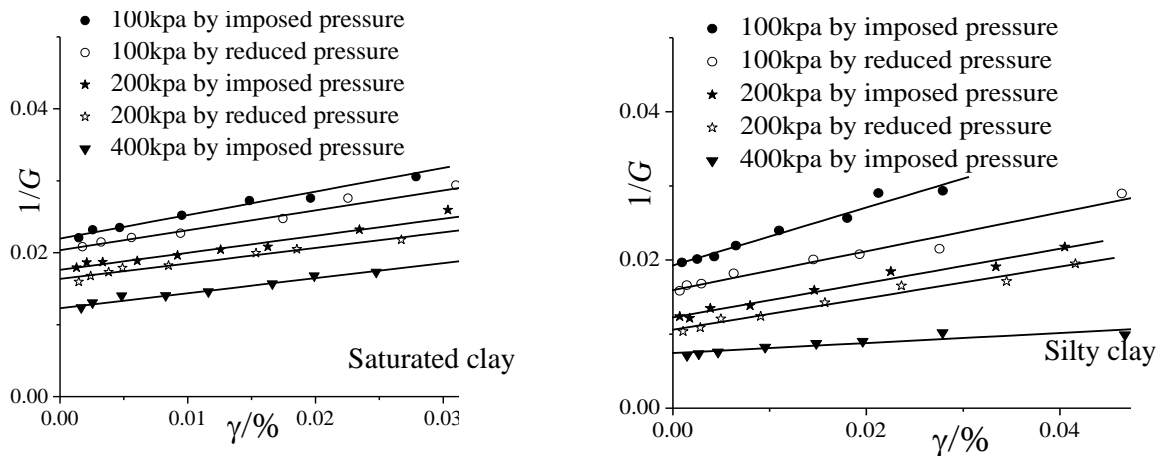 100kpa by imposed pressure
100kpa by reduced pressure
200kpa by imposed pressure
200kpa by reduced pressure
400kpa by imposed pressure
0.04
0.02
0.00
1/G
Saturated clay
0.00
0.01
0.02
0.03
γ/%
100kpa by imposed pressure
100kpa by reduced pressure
200kpa by imposed pressure
200kpa by reduced pressure
400kpa by imposed pressure
0.04
0.02
0.00
1/G
Silty clay
0.00
0.02
0.04
γ/%